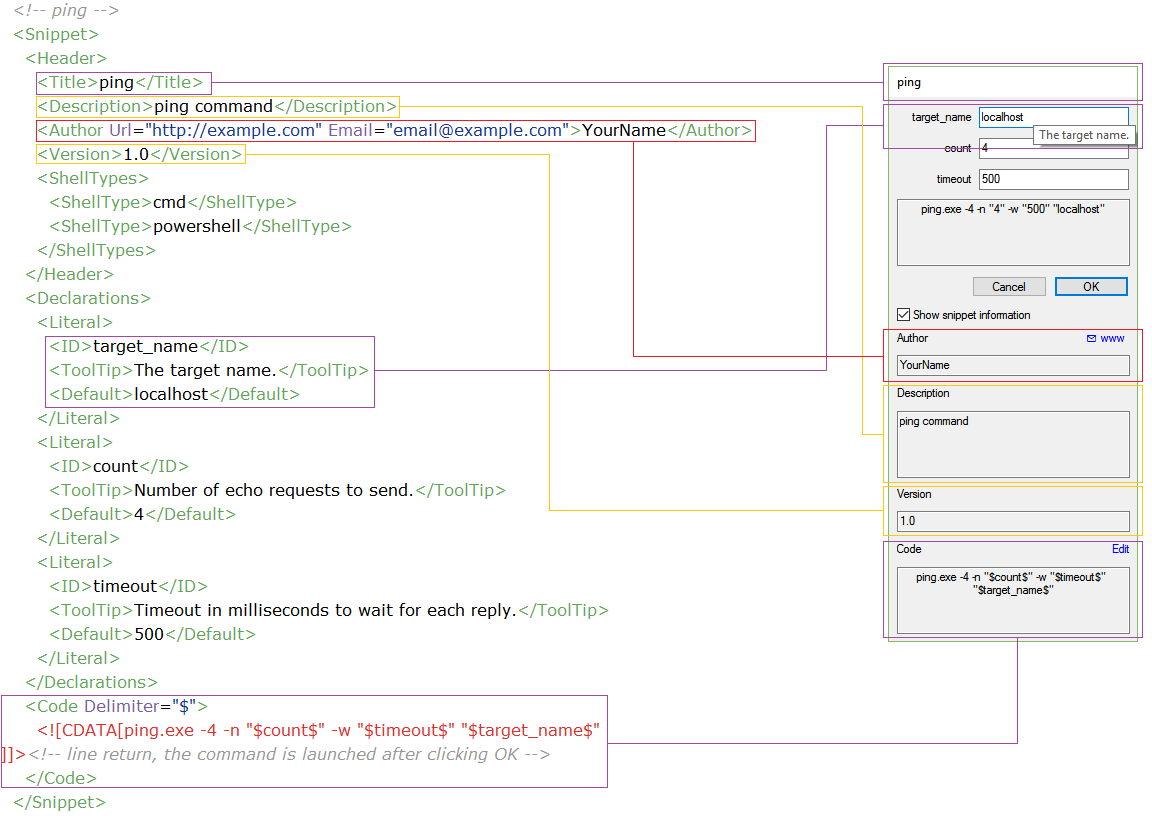 <!-- ping -->
<Snippet>
<Header>
<Title>ping</Title>
<Description>ping command</Description>
<Author Url="http://example.com" Email="email@example.com">YourName</Author>
<Version>1.0</Version>
<ShellTypes>
<ShellType>cmd</ShellType>
<ShellType>powershell</ShellType>
</ShellTypes>
</Header>
<Declarations>
<Literal>
<ID>target_name</ID>
<ToolTip>The target name.</ToolTip>
<Default>localhost</Default>
</Literal>
<Literal>
<ID>count</ID>
<ToolTip>Number of echo requests to send.</ToolTip>
<Default>4</Default>
</Literal>
<Literal>
<ID>timeout</ID>
<ToolTip>Timeout in milliseconds to wait for each reply.</ToolTip>
<Default>500</Default>
</Literal>
</Declarations>
<Code Delimiter="$">
<![CDATA[ping.exe -4 -n "$count$" -w "$timeout$" "$target_name$"
]]><!-- line return, the command is launched after clicking OK -->
</Code>
</Snippet>
ping
target_name localhost
The target name.
count 4
timeout 500
ping.exe -4 -n "4" -w "500" "localhost"
Cancel OK
Show snippet information
Author www
YourName
Description
ping command
Version
1.0
Code Edit
ping.exe -4 -n "$count$" -w "$timeout$"
"$target_name$"